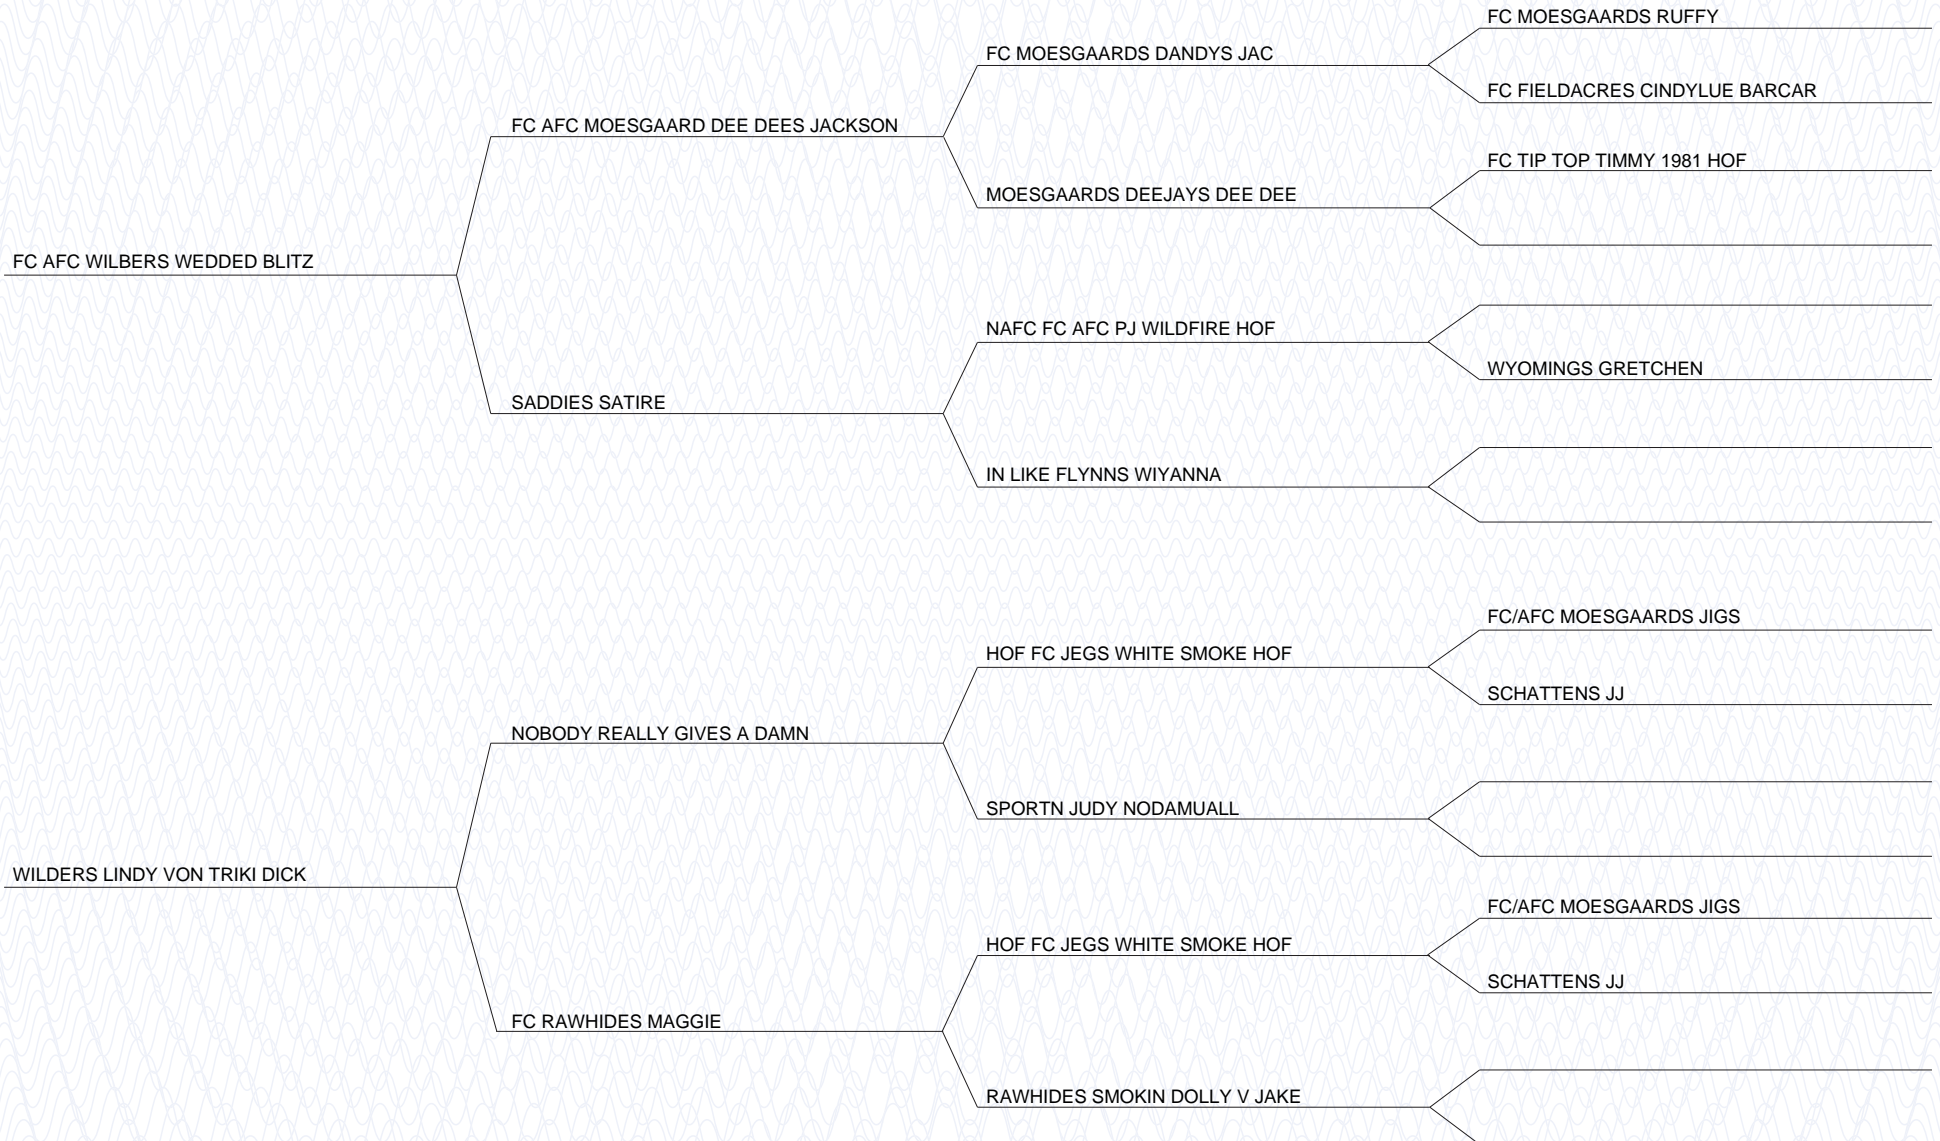 FC MOESGAARDS RUFFY
FC MOESGAARDS DANDYS JAC
FC FIELDACRES CINDYLUE BARCAR
FC AFC MOESGAARD DEE DEES JACKSON
FC TIP TOP TIMMY 1981 HOF
MOESGAARDS DEEJAYS DEE DEE
FC AFC WILBERS WEDDED BLITZ
NAFC FC AFC PJ WILDFIRE HOF
WYOMINGS GRETCHEN
SADDIES SATIRE
IN LIKE FLYNNS WIYANNA
FC/AFC MOESGAARDS JIGS
HOF FC JEGS WHITE SMOKE HOF
SCHATTENS JJ
NOBODY REALLY GIVES A DAMN
SPORTN JUDY NODAMUALL
WILDERS LINDY VON TRIKI DICK
FC/AFC MOESGAARDS JIGS
HOF FC JEGS WHITE SMOKE HOF
SCHATTENS JJ
FC RAWHIDES MAGGIE
RAWHIDES SMOKIN DOLLY V JAKE